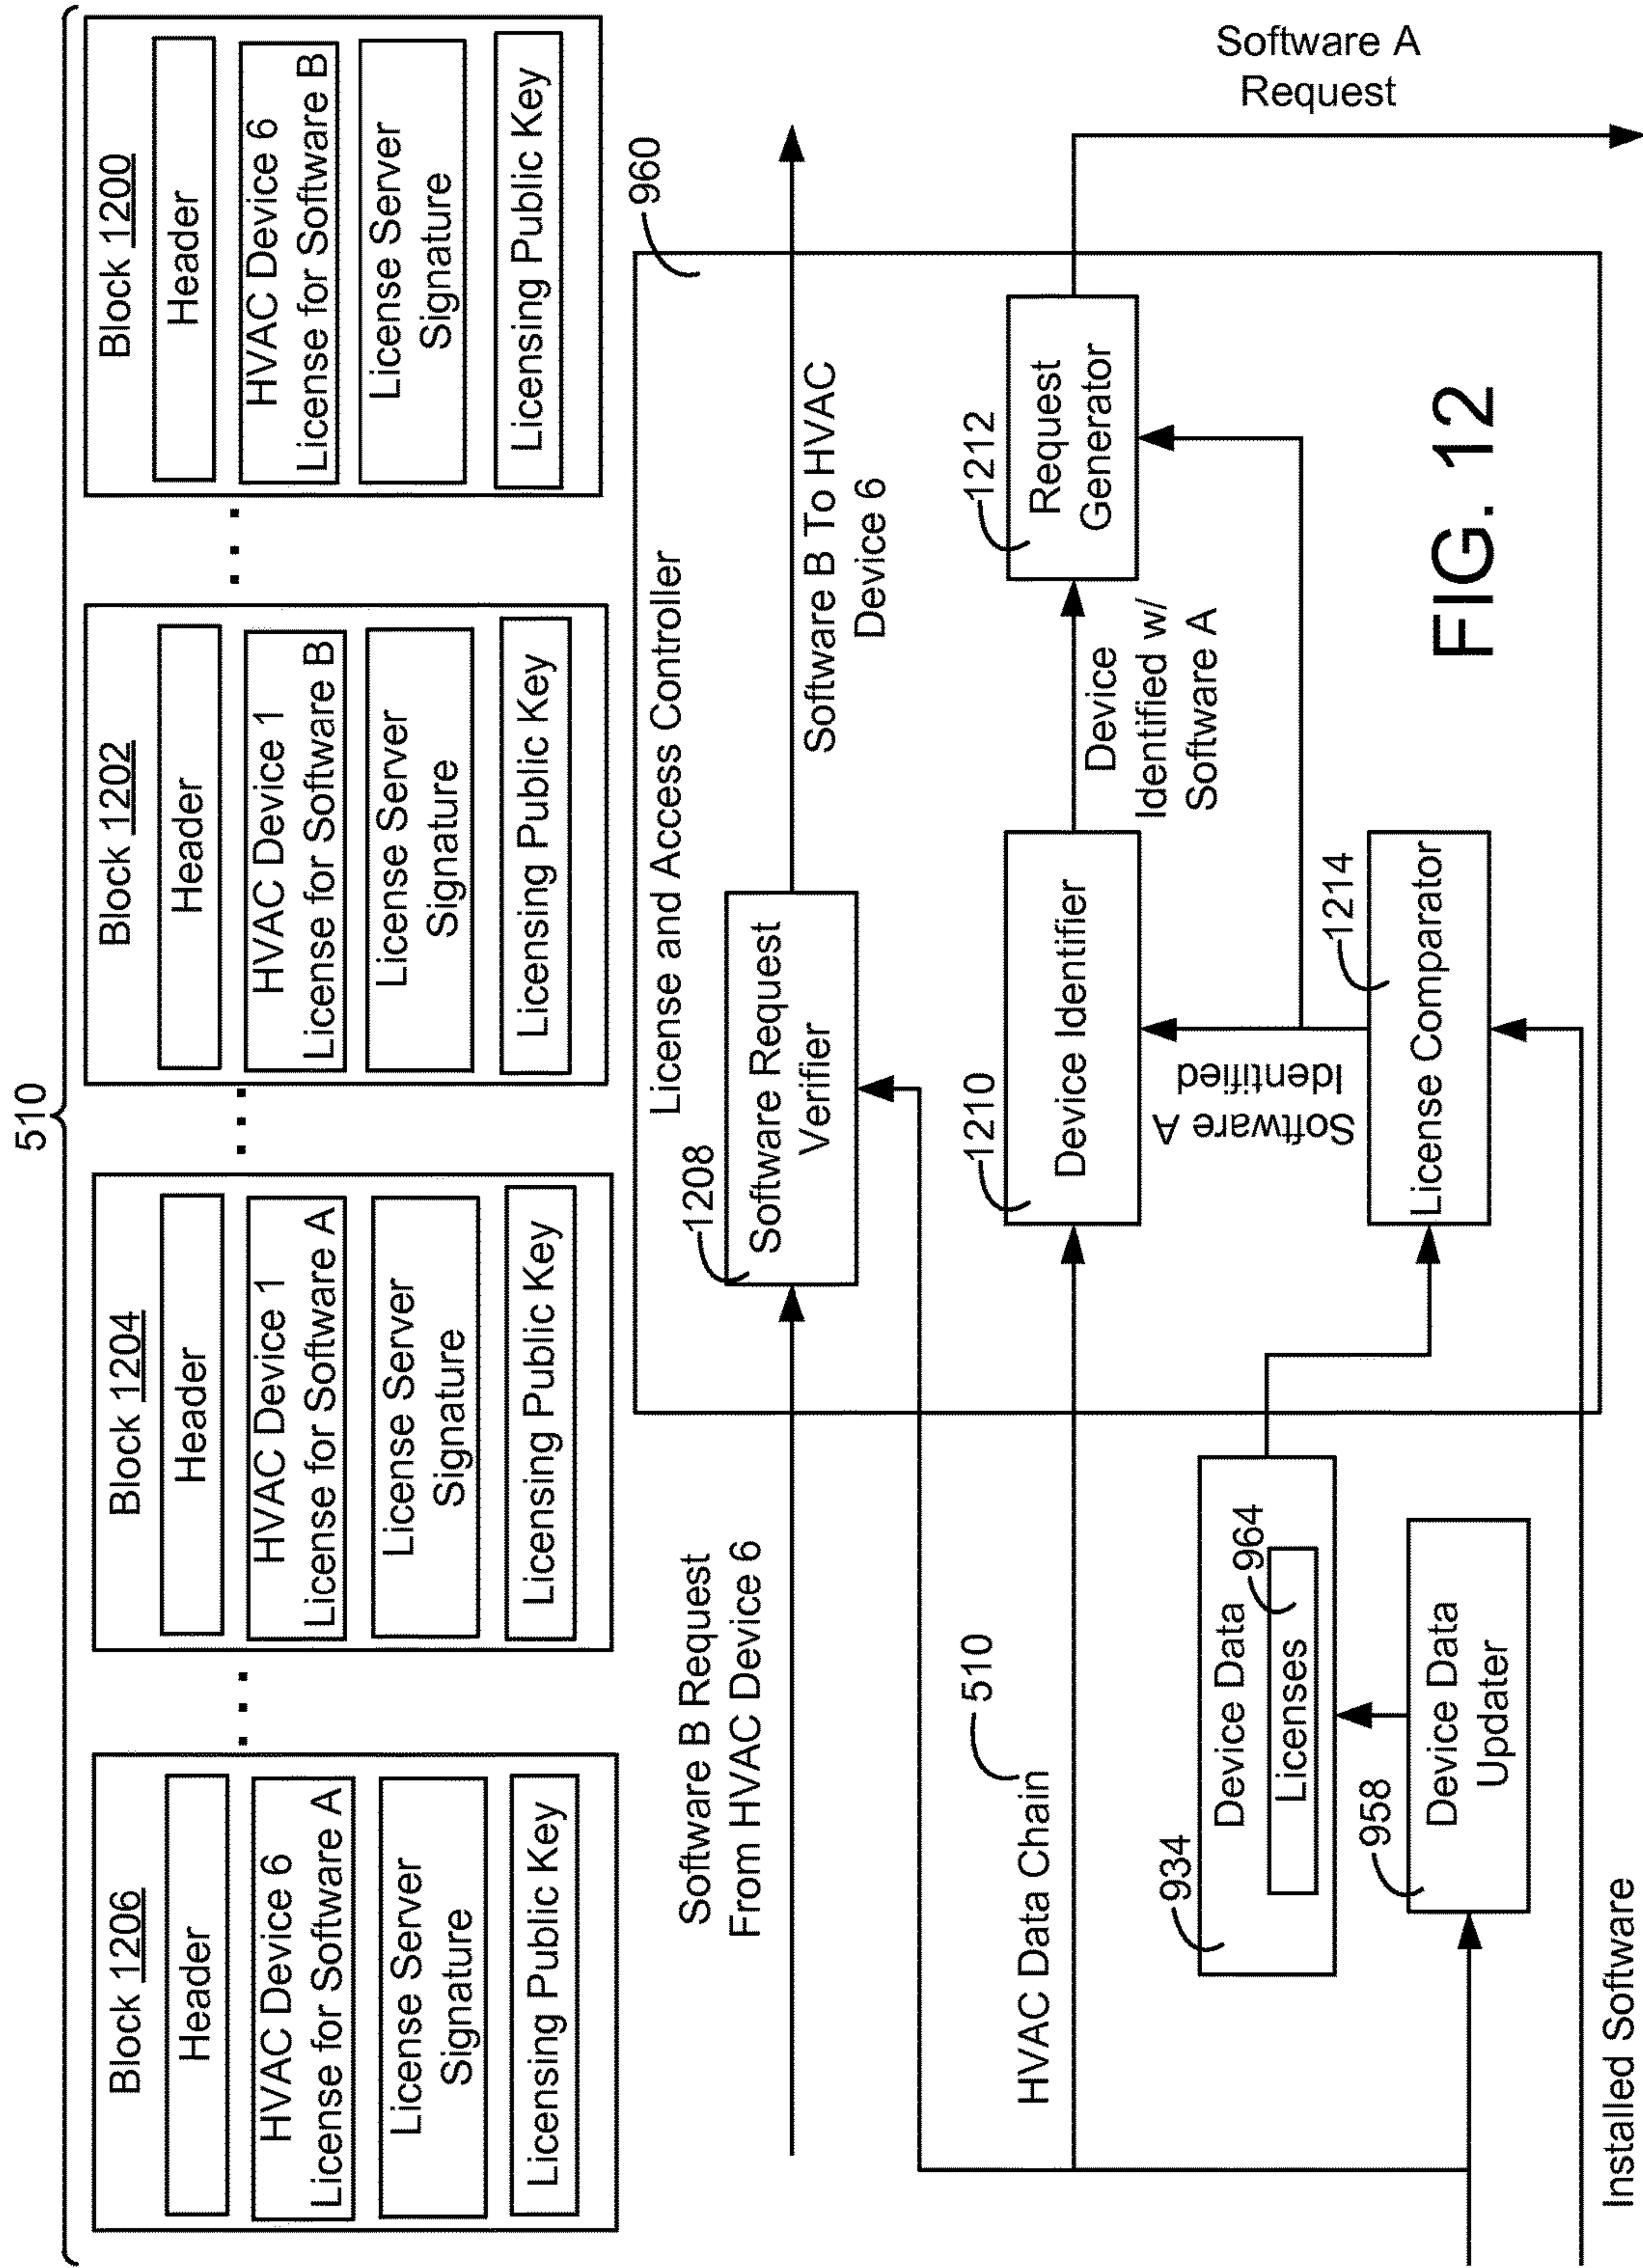 510
Block 1206
Header
HVAC Device 6
License for Software A
License Server
Signature
Licensing Public Key
. . .
Block 1204
Header
HVAC Device 1
License for Software A
License Server
Signature
Licensing Public Key
. . .
Block 1202
Header
HVAC Device 1
License for Software B
License Server
Signature
Licensing Public Key
. . .
Block 1200
Header
HVAC Device 6
License for Software B
License Server
Signature
Licensing Public Key
License and Access Controller
960
Software B Request
From HVAC Device 6
1208
Software Request
Verifier
Software B To HVAC
Device 6
HVAC Data Chain
510
1210
Device Identifier
Device
Identified w/
Software A
1212
Request
Generator
Software A
Request
Software A
Identified
934
Device Data
964
Licenses
958
Device Data
Updater
1214
License Comparator
Installed Software
FIG. 12